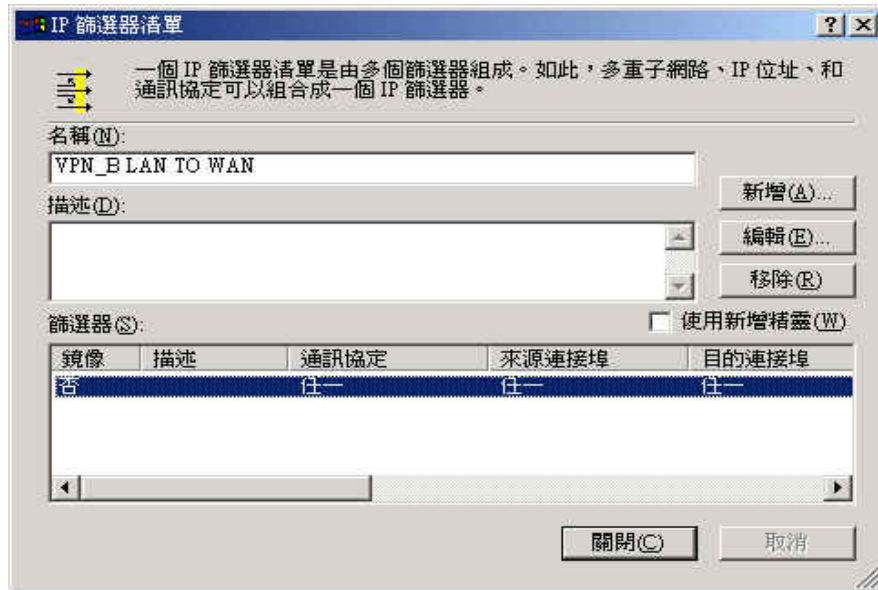 IP 篩選器清單
一個 IP 篩選器清單是由多個篩選器組成。如此，多重子網路、IP 位址、和
通訊協定可以組合成一個 IP 篩選器。
名稱(N):
VPN_B LAN TO WAN
新增(A)...
描述(D):
編輯(E)...
移除(R)
篩選器(S):
使用新增精靈(W)
鏡像 描述 通訊協定 來源連接埠 目的連接埠
否 任一 任一 任一
關閉(C)
取消